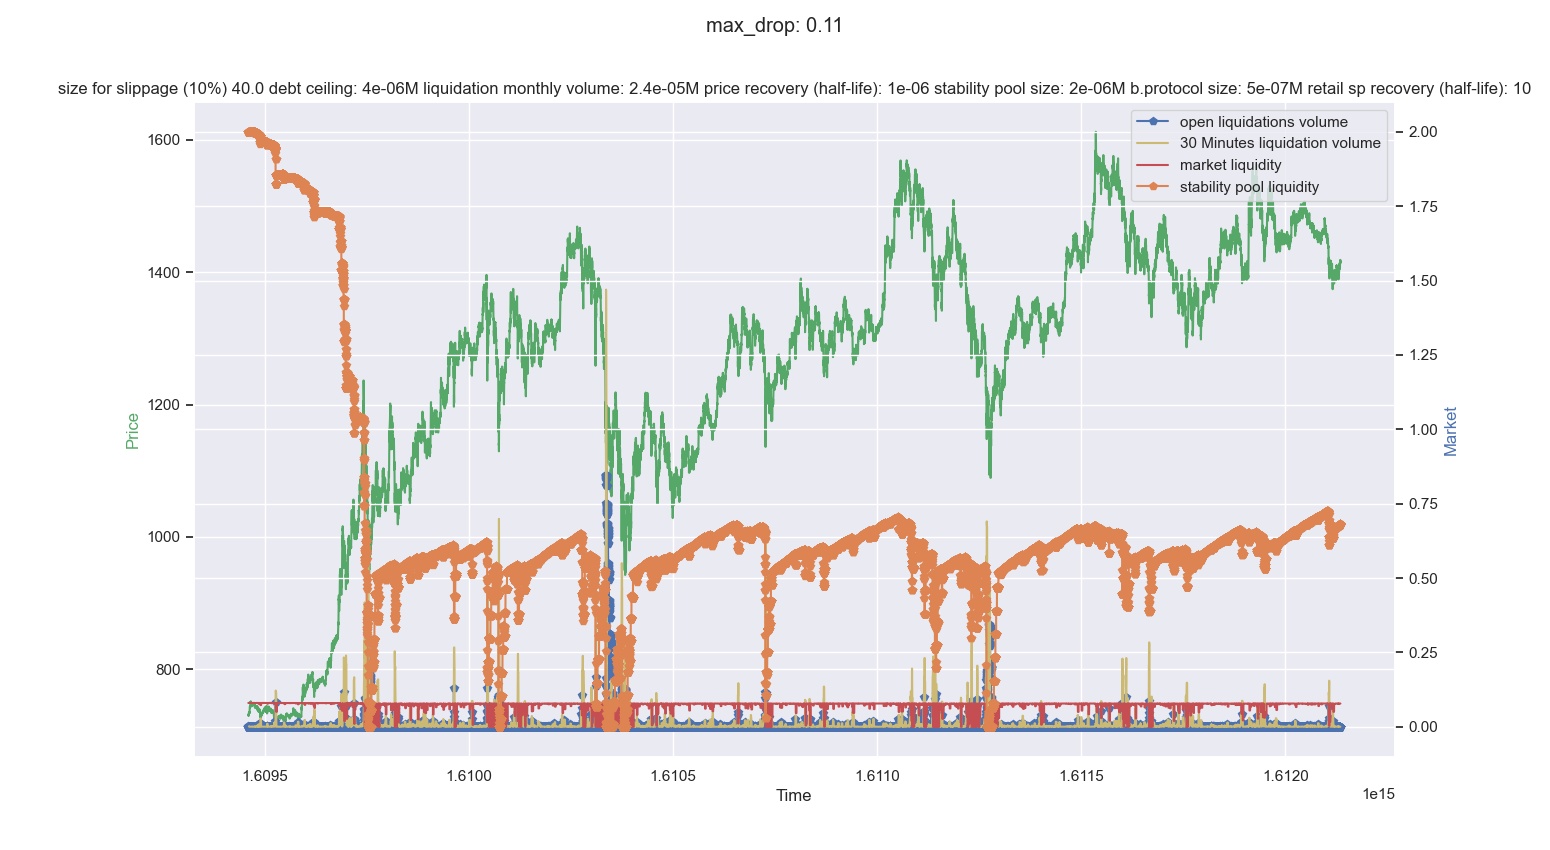 max_drop: 0.11
size for slippage (10%) 40.0 debt ceiling: 4e-06M liquidation monthly volume: 2.4e-05M price recovery (half-life): 1e-06 stability pool size: 2e-06M b.protocol size: 5e-07M retail sp recovery (half-life): 10
open liquidations volume
30 Minutes liquidation volume
market liquidity
stability pool liquidity
1600
1400
1200
1000
800
Price
2.00
1.75
1.50
1.25
1.00
0.75
0.50
0.25
0.00
Market
1.6095 1.6100 1.6105 1.6110 1.6115 1.6120
Time
1e15